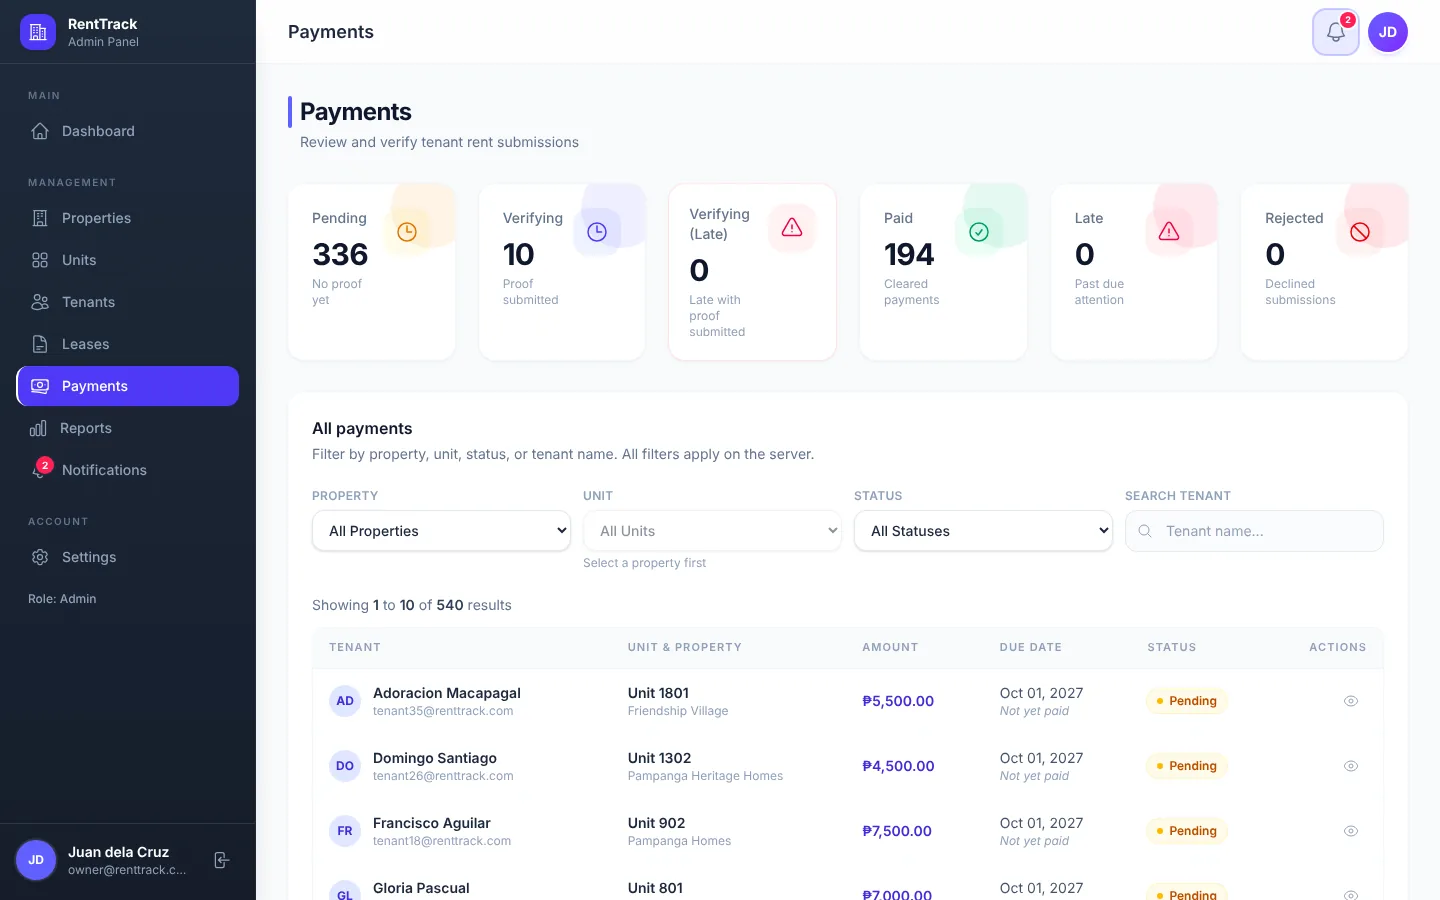 RentTrack
Admin Panel
MAIN
Dashboard
MANAGEMENT
Properties
Units
Tenants
Leases
Payments
Reports
2
Notifications
ACCOUNT
Settings
Role: Admin
JD
Juan dela Cruz
owner@renttrack.c...
Payments
2
JD
Payments
Review and verify tenant rent submissions
Pending
336
No proof
yet
Verifying
10
Proof
submitted
Verifying
(Late)
0
Late with
proof
submitted
Paid
194
Cleared
payments
Late
0
Past due
attention
Rejected
0
Declined
submissions
All payments
Filter by property, unit, status, or tenant name. All filters apply on the server.
PROPERTY
All Properties
UNIT
All Units
Select a property first
STATUS
All Statuses
SEARCH TENANT
Tenant name...
Showing 1 to 10 of 540 results
TENANT UNIT & PROPERTY AMOUNT DUE DATE STATUS ACTIONS
AD
Adoracion Macapagal
tenant35@renttrack.com
Unit 1801
Friendship Village
₱5,500.00
Oct 01, 2027
Not yet paid
Pending
DO
Domingo Santiago
tenant26@renttrack.com
Unit 1302
Pampanga Heritage Homes
₱4,500.00
Oct 01, 2027
Not yet paid
Pending
FR
Francisco Aguilar
tenant18@renttrack.com
Unit 902
Pampanga Homes
₱7,500.00
Oct 01, 2027
Not yet paid
Pending
GL
Gloria Pascual
Unit 801
₱7,000.00
Oct 01, 2027
Pending